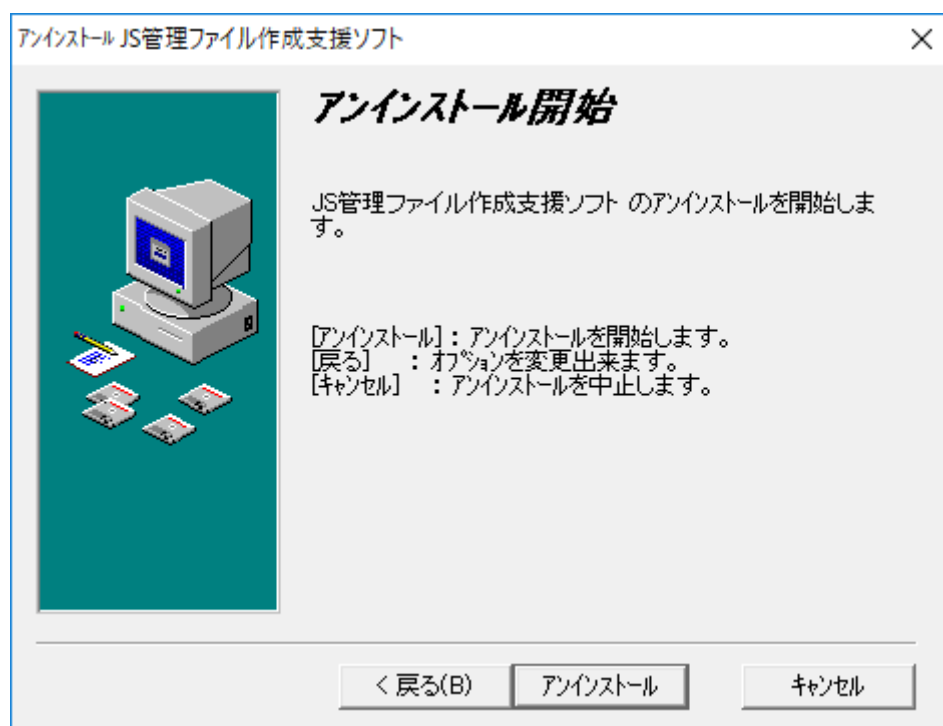 ｱﾝｲﾝｽﾄｰﾙ JS管理ファイル作成支援ソフト
アンインストール開始
JS管理ファイル作成支援ソフト のｱﾝｲﾝｽﾄｰﾙを開始しま
す。
[ｱﾝｲﾝｽﾄｰﾙ]：ｱﾝｲﾝｽﾄｰﾙを開始します。
[戻る]　：ｵﾌﾟｼｮﾝを変更出来ます。
[ｷｬﾝｾﾙ]　：ｱﾝｲﾝｽﾄｰﾙを中止します。
< 戻る(B)
ｱﾝｲﾝｽﾄｰﾙ
ｷｬﾝｾﾙ